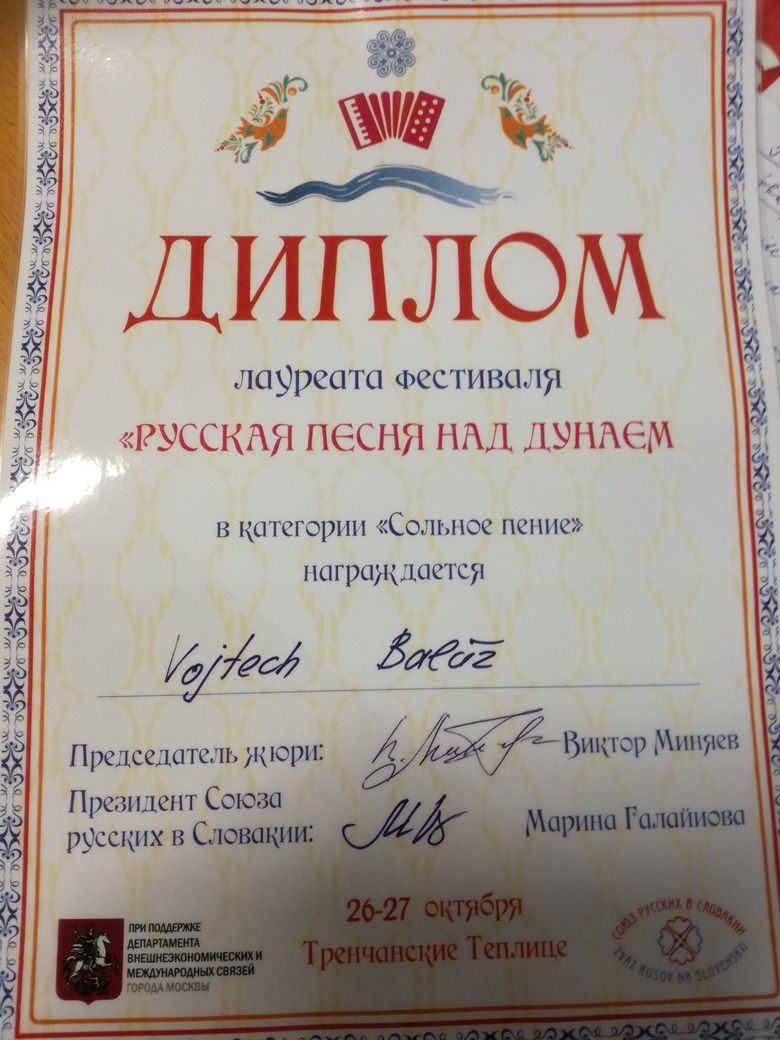 ДИПЛОМ
лауреата фестиваля
«РУССКАЯ ПЕСНЯ НАД ДУНАЕМ
в категории «Сольное пение»
награждается
Vojtech Balúž
Председатель жюри: Виктор Миняев
Президент Союза
русских в Словакии: Марина Галайиова
26-27 октября
Тренчанские Теплице
ПРИ ПОДДЕРЖКЕ
ДЕПАРТАМЕНТА
ВНЕШНЕЭКОНОМИЧЕСКИХ И
МЕЖДУНАРОДНЫХ СВЯЗЕЙ
ГОРОДА МОСКВЫ
СОЮЗ РУССКИХ В СЛОВАКИИ
ZVÄZ RUSOV NA SLOVENSKO